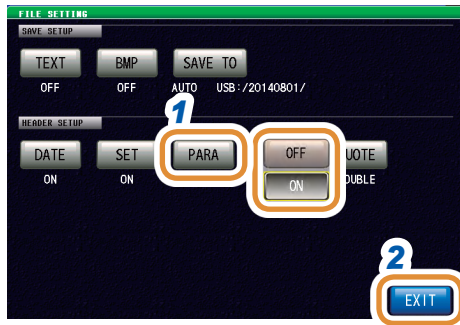 FILE SETTING
SAVE SETUP
TEXT BMP SAVE TO
OFF OFF AUTO USB:/20140801/
1
HEADER SETUP
DATE SET PARA OFF UOTE
ON ON ON OUBLE
2
EXIT